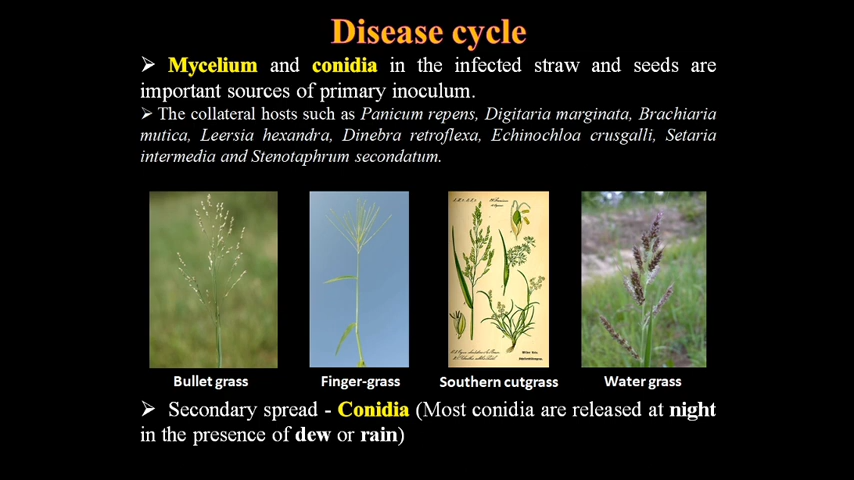 Disease cycle
➢ Mycelium and conidia in the infected straw and seeds are
important sources of primary inoculum.
➢ The collateral hosts such as Panicum repens, Digitaria marginata, Brachiaria
mutica, Leersia hexandra, Dinebra retroflexa, Echinochloa crusgalli, Setaria
intermedia and Stenotaphrum secondatum.
Bullet grass
Finger-grass
Southern cutgrass
Water grass
➢ Secondary spread - Conidia (Most conidia are released at night
in the presence of dew or rain)